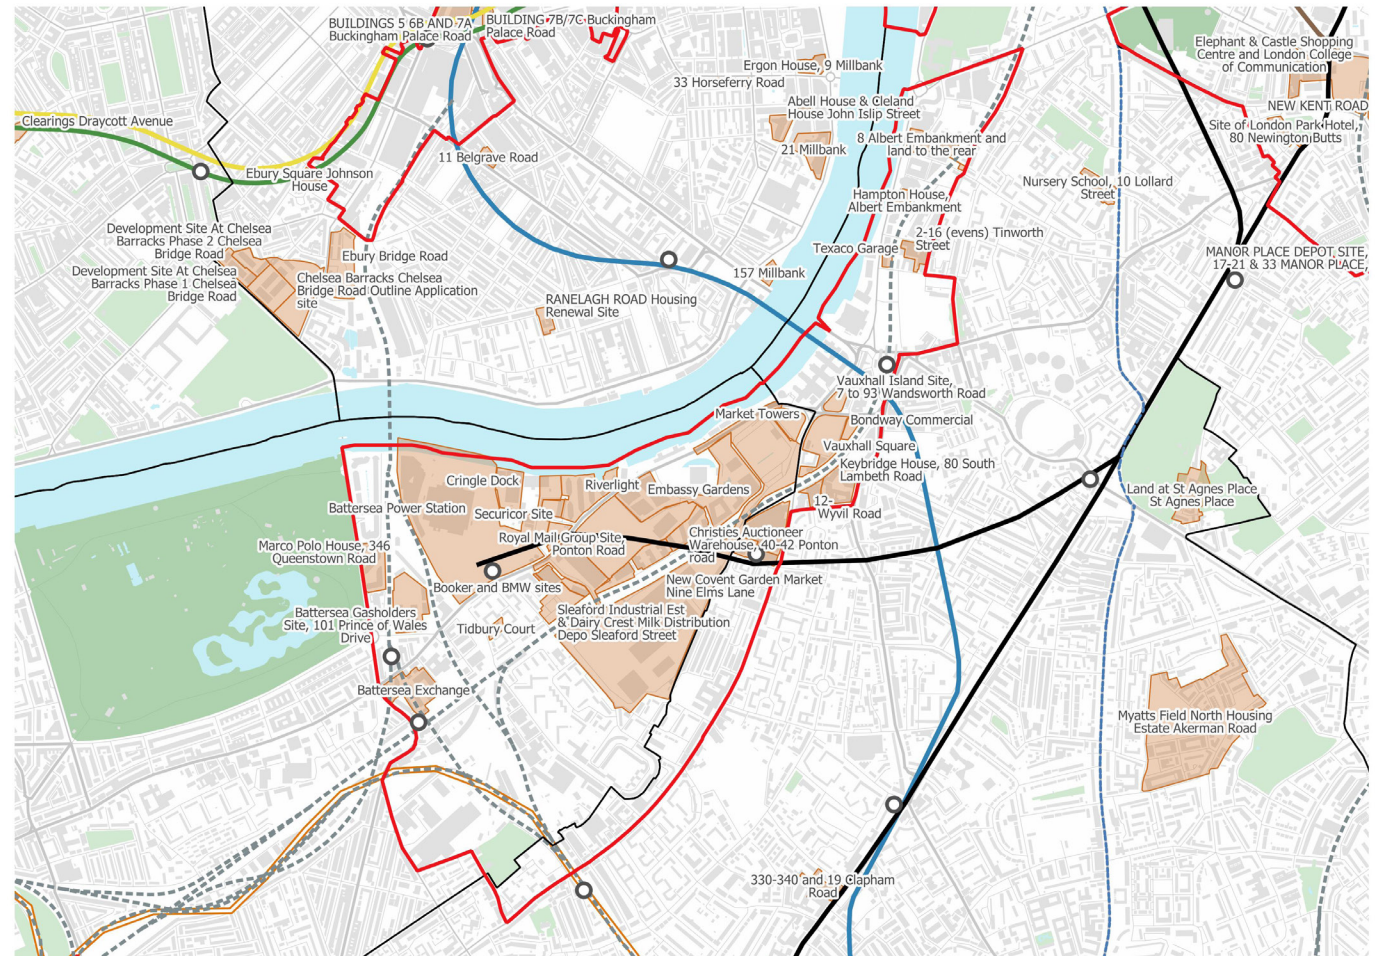 BUILDINGS 5 6B AND 7A
Buckingham Palace Road
BUILDING 7B/7C Buckingham
Palace Road
Ergon House, 9 Millbank
33 Horseferry Road
Elephant & Castle Shopping
Centre and London College
of Communication
Abell House & Cleland
House John Islip Street
NEW KENT ROAD
Clearings Draycott Avenue
Site of London Park Hotel,
80 Newington Butts
8 Albert Embankment and
land to the rear
21 Millbank
11 Belgrave Road
Ebury Square Johnson
House
Nursery School, 10 Lollard
Street
Hampton House,
Albert Embankment
Development Site At Chelsea
Barracks Phase 2 Chelsea
Bridge Road
2-16 (evens) Tinworth
Street
Texaco Garage
MANOR PLACE DEPOT SITE,
17-21 & 33 MANOR PLACE,
Ebury Bridge Road
Development Site At Chelsea
Barracks Phase 1 Chelsea
Bridge Road
Chelsea Barracks Chelsea
Bridge Road Outline Application
site
157 Millbank
RANELAGH ROAD Housing
Renewal Site
Vauxhall Island Site,
7 to 93 Wandsworth Road
Market Towers
Bondway Commercial
Vauxhall Square
Keybridge House, 80 South
Lambeth Road
Cringle Dock
Riverlight
Embassy Gardens
Land at St Agnes Place
St Agnes Place
Battersea Power Station
Securicor Site
12-
Wyvil Road
Royal Mail Group Site,
Ponton Road
Christies Auctioneer
Warehouse, 40-42 Ponton
road
Marco Polo House, 346
Queenstown Road
Booker and BMW sites
New Covent Garden Market
Nine Elms Lane
Battersea Gasholders
Site, 101 Prince of Wales
Drive
Sleaford Industrial Est
& Dairy Crest Milk Distribution
Depo Sleaford Street
Tidbury Court
Battersea Exchange
Myatts Field North Housing
Estate Akerman Road
330-340 and 19 Clapham
Road